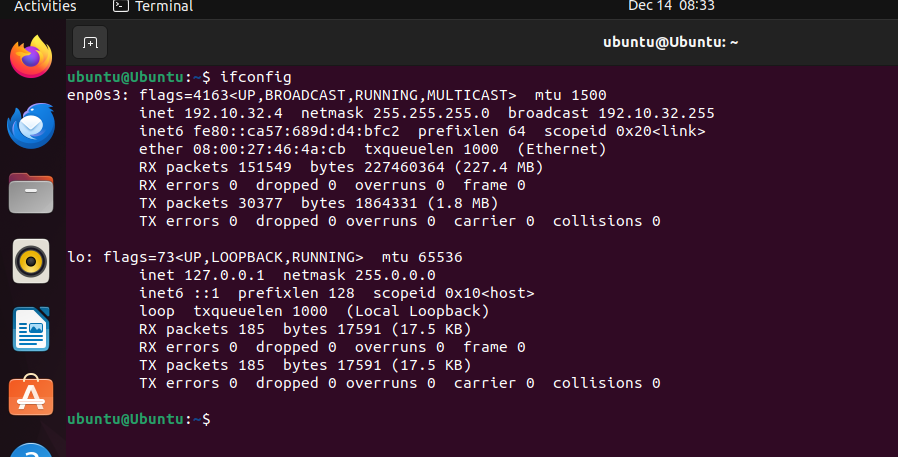 Activities Terminal Dec 14 08:33
ubuntu@Ubuntu: ~
ubuntu@Ubuntu:~$ ifconfig
enp0s3: flags=4163<UP,BROADCAST,RUNNING,MULTICAST>  mtu 1500
        inet 192.10.32.4  netmask 255.255.255.0  broadcast 192.10.32.255
        inet6 fe80::ca57:689d:d4:bfc2  prefixlen 64  scopeid 0x20<link>
        ether 08:00:27:46:4a:cb  txqueuelen 1000  (Ethernet)
        RX packets 151549  bytes 227460364 (227.4 MB)
        RX errors 0  dropped 0  overruns 0  frame 0
        TX packets 30377  bytes 1864331 (1.8 MB)
        TX errors 0  dropped 0 overruns 0  carrier 0  collisions 0

lo: flags=73<UP,LOOPBACK,RUNNING>  mtu 65536
        inet 127.0.0.1  netmask 255.0.0.0
        inet6 ::1  prefixlen 128  scopeid 0x10<host>
        loop  txqueuelen 1000  (Local Loopback)
        RX packets 185  bytes 17591 (17.5 KB)
        RX errors 0  dropped 0  overruns 0  frame 0
        TX packets 185  bytes 17591 (17.5 KB)
        TX errors 0  dropped 0 overruns 0  carrier 0  collisions 0

ubuntu@Ubuntu:~$